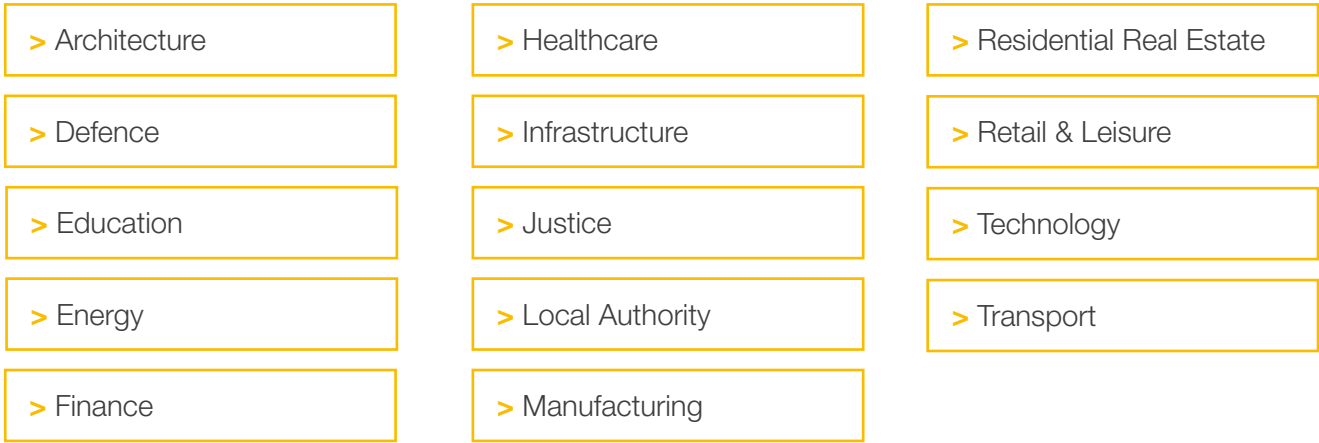 > Architecture
> Defence
> Education
> Energy
> Finance
> Healthcare
> Infrastructure
> Justice
> Local Authority
> Manufacturing
> Residential Real Estate
> Retail & Leisure
> Technology
> Transport